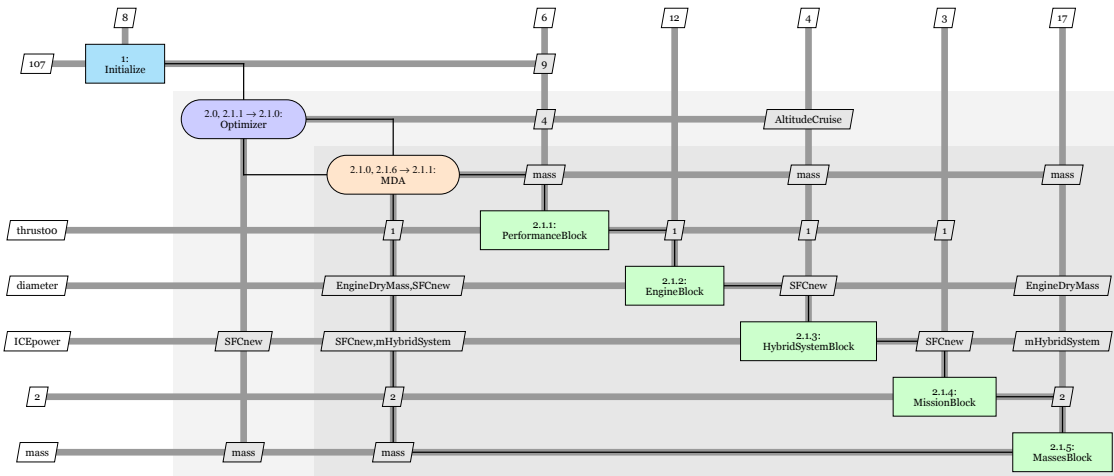 8
6
12
4
3
17
107
1:
Initialize
9
2.0, 2.1.1 → 2.1.0:
Optimizer
4
AltitudeCruise
2.1.0, 2.1.6 → 2.1.1:
MDA
mass
mass
mass
thrust00
1
2.1.1:
PerformanceBlock
1
1
1
diameter
EngineDryMass,SFCnew
2.1.2:
EngineBlock
SFCnew
EngineDryMass
ICEpower
SFCnew
SFCnew,mHybridSystem
2.1.3:
HybridSystemBlock
SFCnew
mHybridSystem
2
2
2.1.4:
MissionBlock
2
mass
mass
mass
2.1.5:
MassesBlock